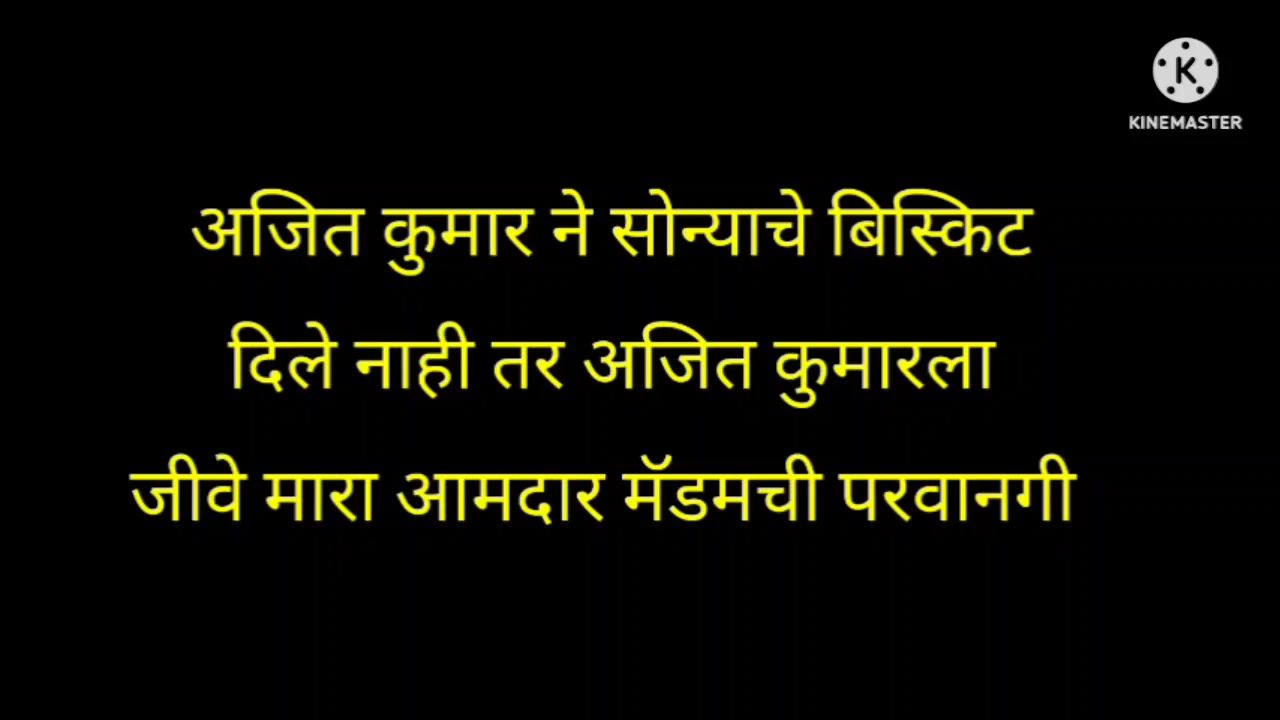 KINEMASTER
अजित कुमार ने सोन्याचे बिस्किट
दिले नाही तर अजित कुमारला
जीवे मारा आमदार मॅडमची परवानगी